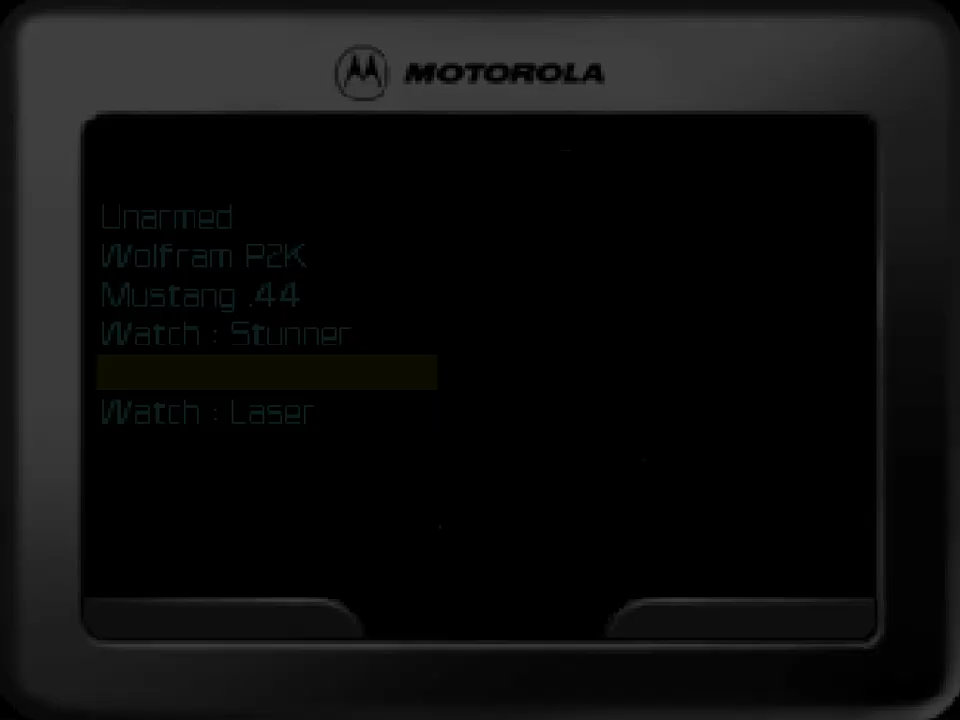 MOTOROLA
Unarmed
Wolfram P2K
Mustang .44
Watch : Stunner
Watch : Laser